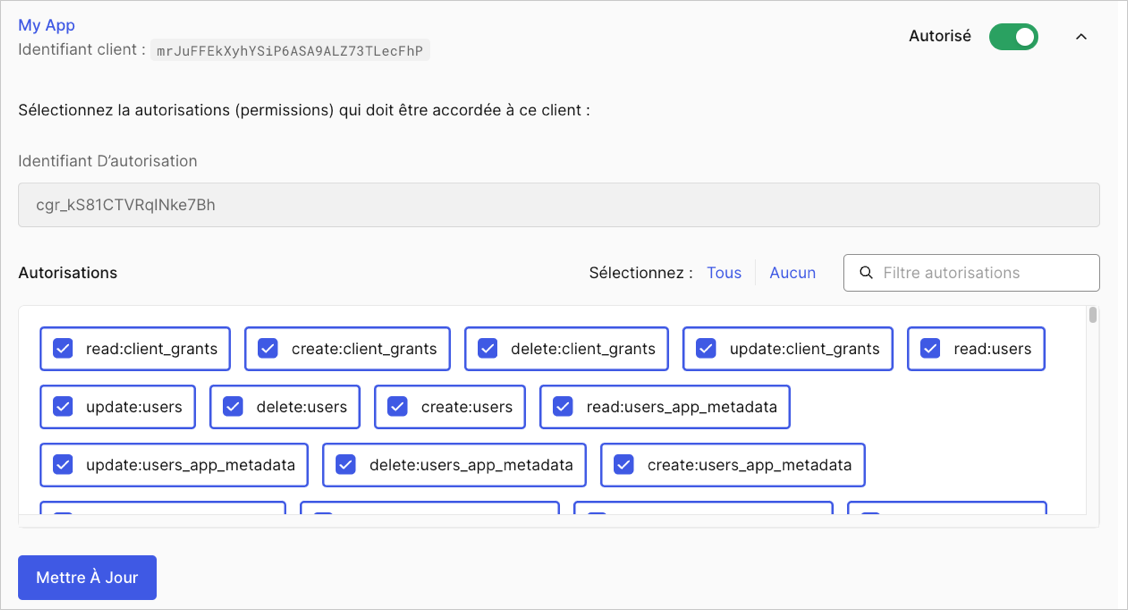 My App
Identifiant client : mrJuFFEkXyhYSiP6ASA9ALZ73TLecFhP
Autorisé
Sélectionnez la autorisations (permissions) qui doit être accordée à ce client :
Identifiant D’autorisation
cgr_kS81CTVRqINke7Bh
Autorisations
Sélectionnez : Tous Aucun
Filtre autorisations
read:client_grants create:client_grants delete:client_grants update:client_grants read:users
update:users delete:users create:users read:users_app_metadata
update:users_app_metadata delete:users_app_metadata create:users_app_metadata
Mettre À Jour